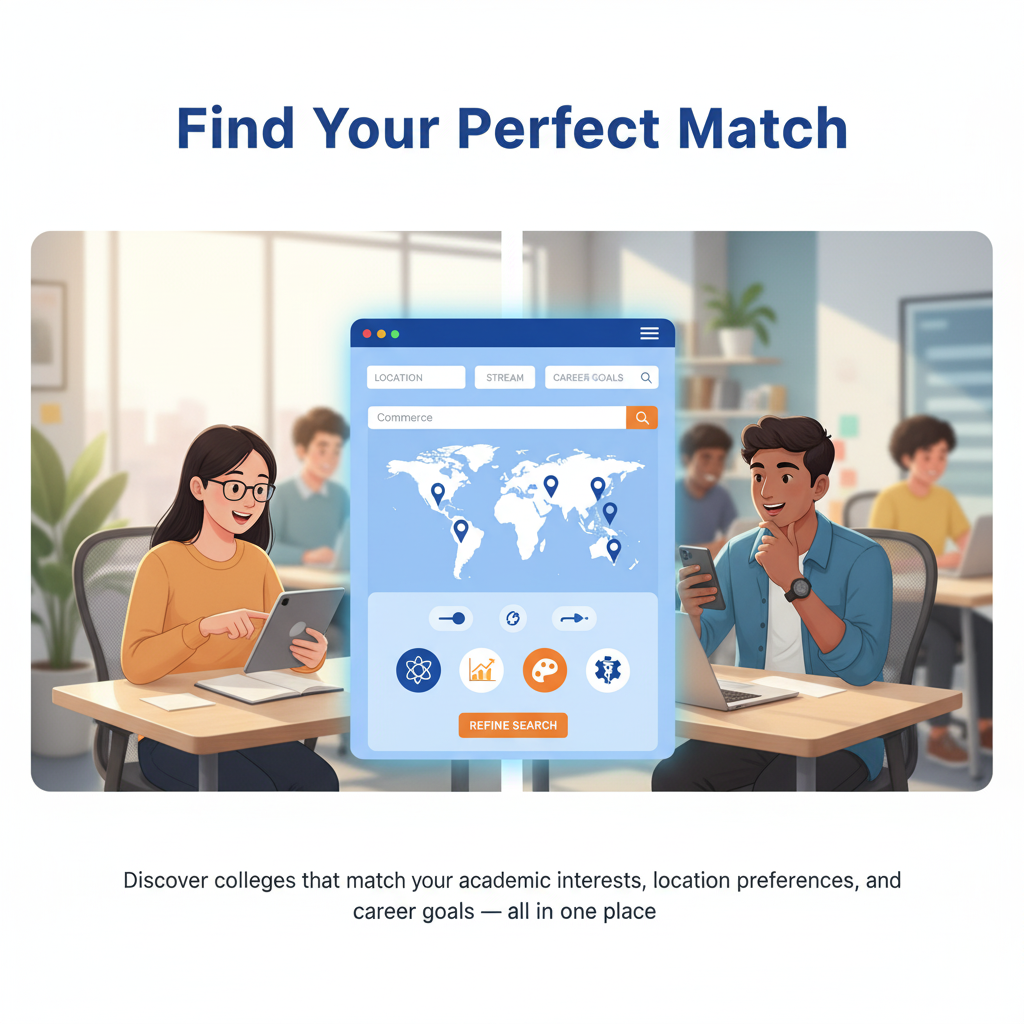 Find Your Perfect Match
LOCATION
STREAM
CAREER GOALS
Commerce
REFINE SEARCH
Discover colleges that match your academic interests, location preferences, and
career goals — all in one place